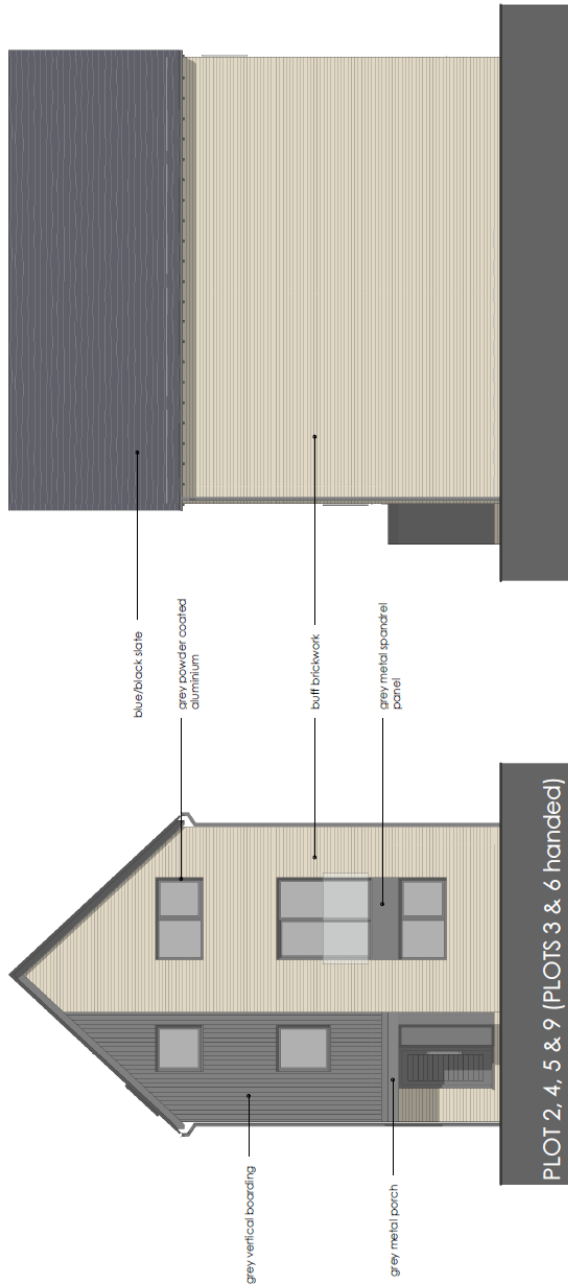 blue/black slate
grey powder coated
aluminium
buff brickwork
grey metal spandrel
panel
grey vertical boarding
grey metal porch
PLOT 2, 4, 5 & 9 (PLOTS 3 & 6 handed)